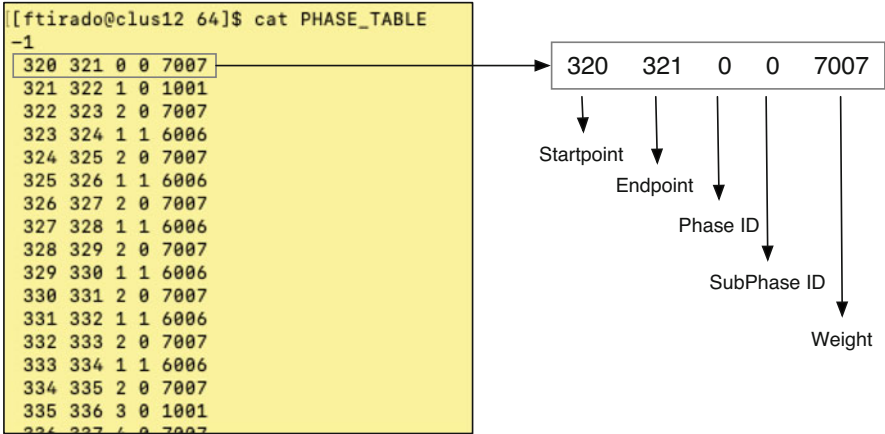 [[ftirado@clus12 64]$ cat PHASE_TABLE
-1
320 321 0 0 7007
321 322 1 0 1001
322 323 2 0 7007
323 324 1 1 6006
324 325 2 0 7007
325 326 1 1 6006
326 327 2 0 7007
327 328 1 1 6006
328 329 2 0 7007
329 330 1 1 6006
330 331 2 0 7007
331 332 1 1 6006
332 333 2 0 7007
333 334 1 1 6006
334 335 2 0 7007
335 336 3 0 1001
336 337 4 0 7007
320 321 0 0 7007
Startpoint
Endpoint
Phase ID
SubPhase ID
Weight